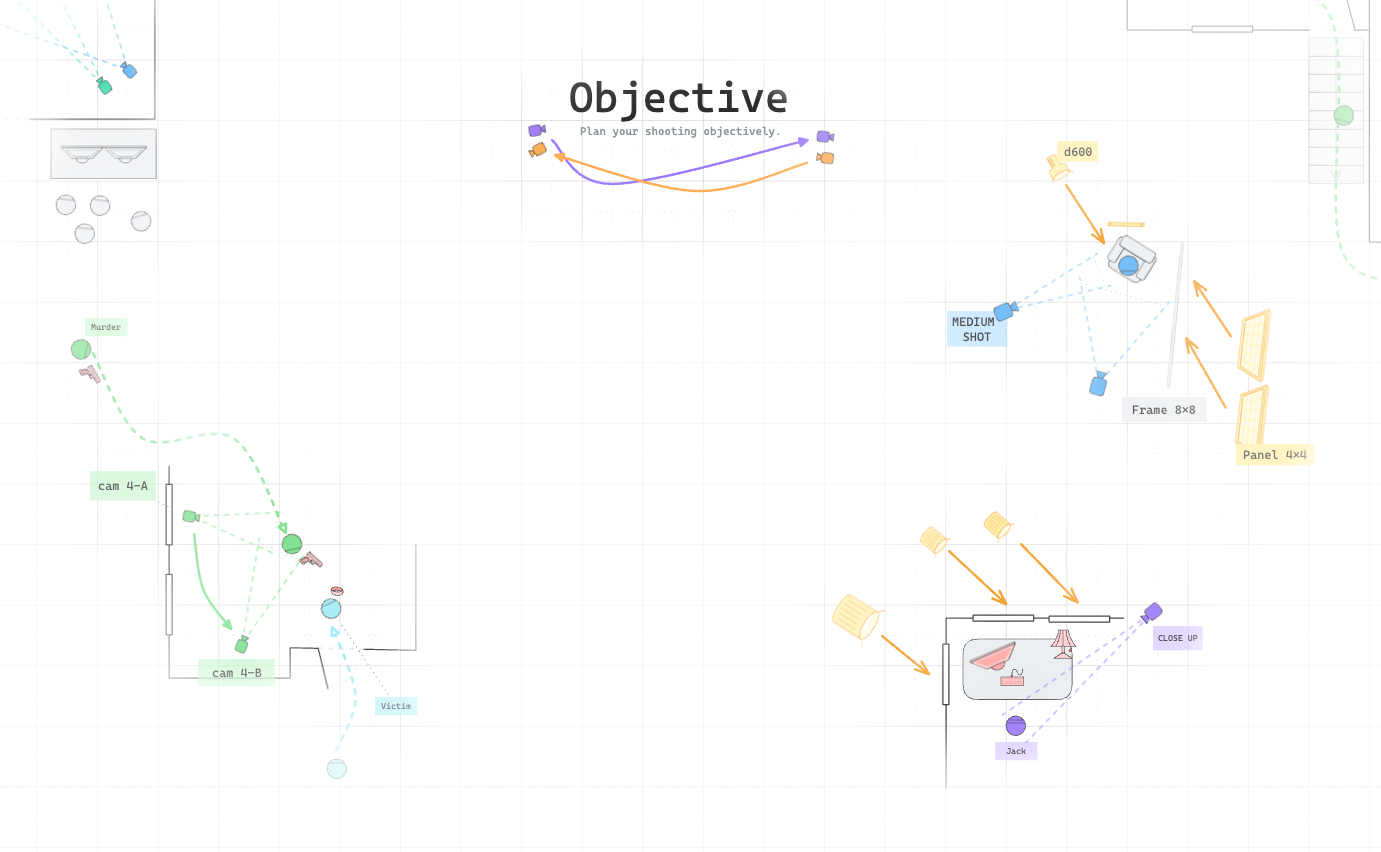 Objective
Plan your shooting objectively.
d600
MEDIUM
SHOT
Frame 8×8
Panel 4×4
Murder
cam 4-A
cam 4-B
Victim
CLOSE UP
Jack